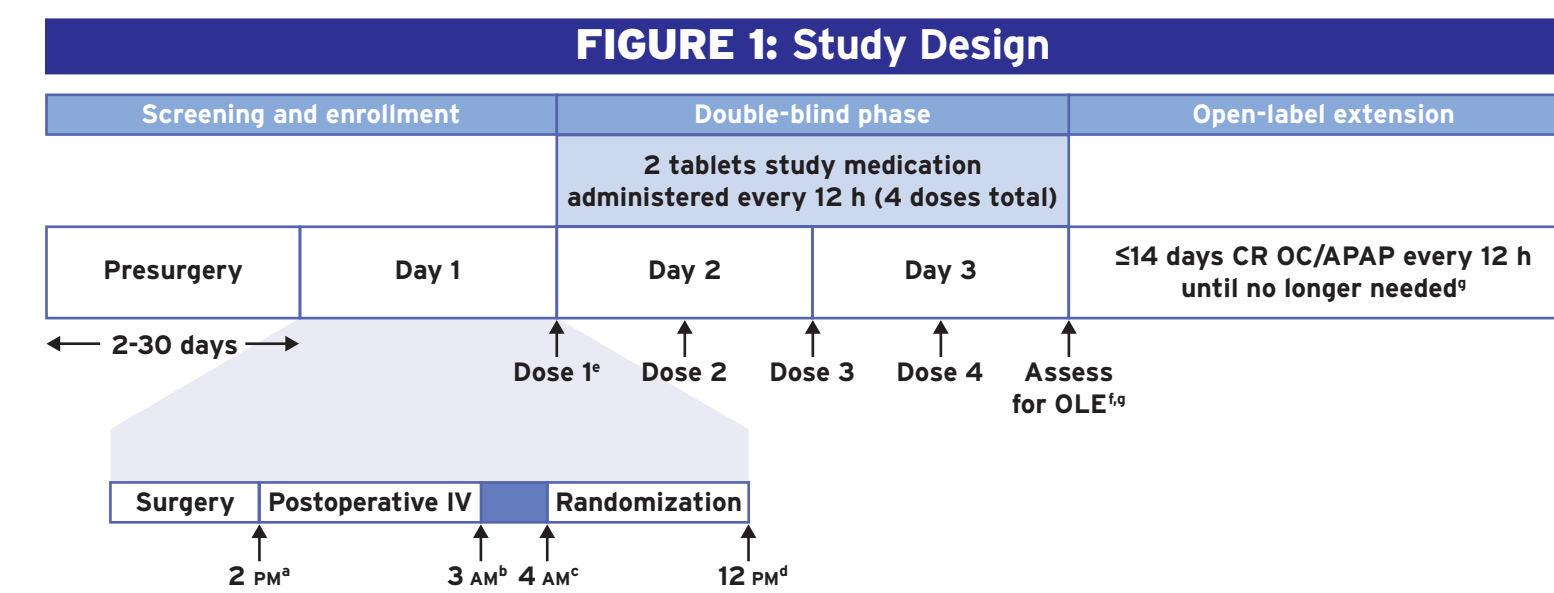 FIGURE 1: Study Design
Screening and enrollment
Double-blind phase
Open-label extension
2 tablets study medication
administered every 12 h (4 doses total)
Presurgery
Day 1
Day 2
Day 3
≤14 days CR OC/APAP every 12 h
until no longer neededᵍ
2-30 days
Dose 1ᵉ
Dose 2
Dose 3
Dose 4
Assess
for OLEᶠ,ᵍ
Surgery
Postoperative IV
Randomization
2 PMᵃ
3 AMᵇ
4 AMᶜ
12 PMᵈ